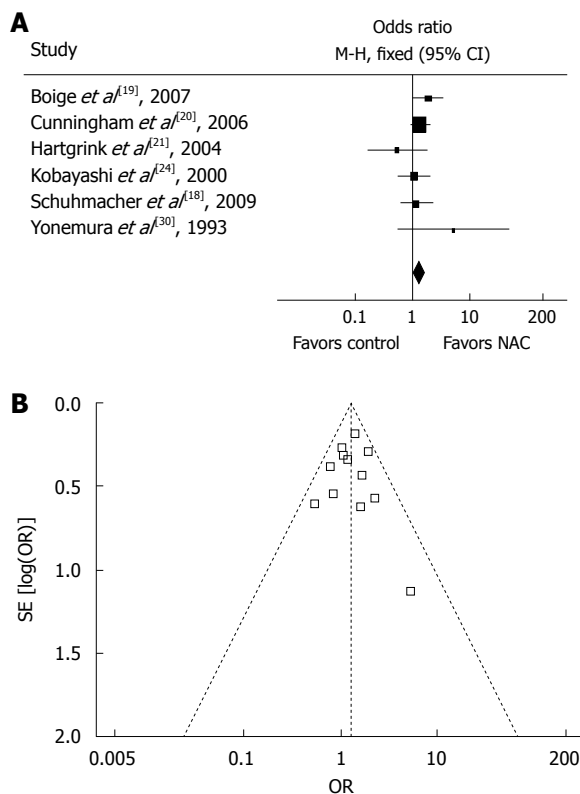 A
Odds ratio
Study
M-H, fixed (95% CI)
Boige et al[19], 2007
Cunningham et al[20], 2006
Hartgrink et al[21], 2004
Kobayashi et al[24], 2000
Schuhmacher et al[18], 2009
Yonemura et al[30], 1993
0.1 1 10 200
Favors control Favors NAC
B
0.0
0.5
1.0
1.5
2.0
SE [log(OR)]
0.005 0.1 1 10 200
OR